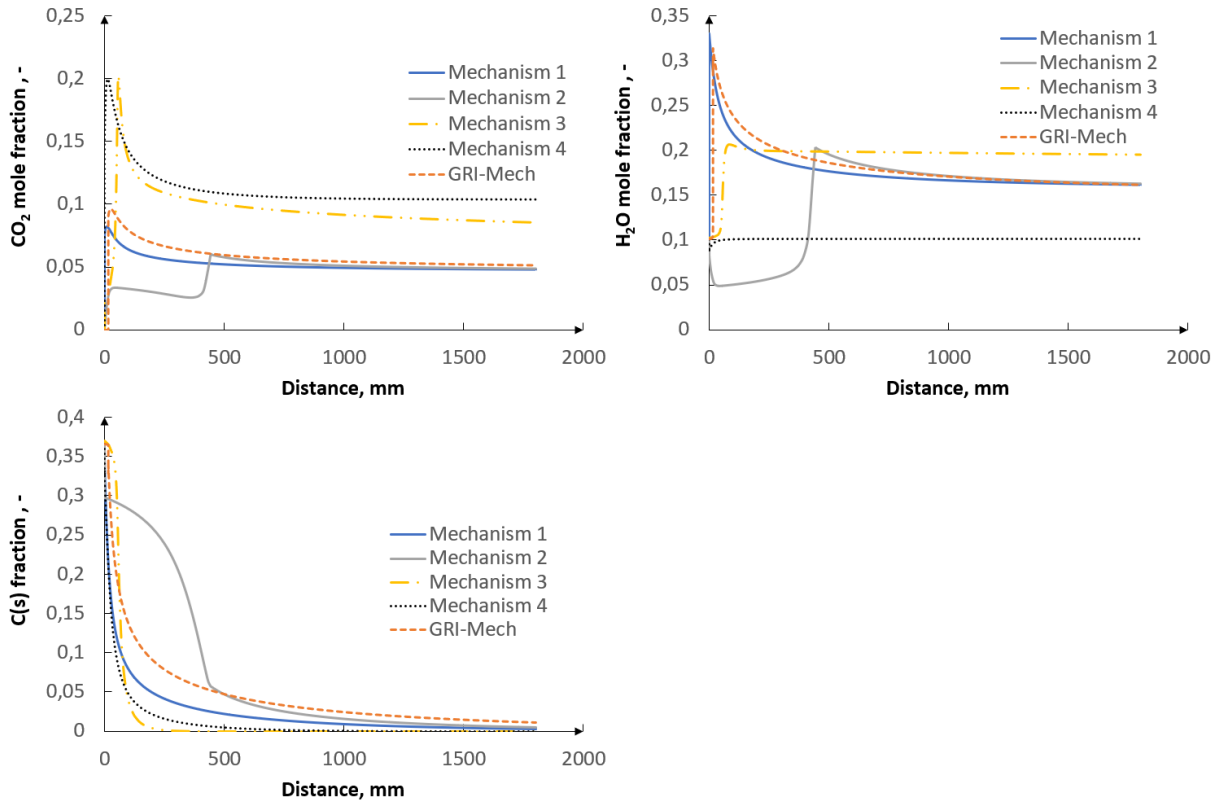 0,25
0,2
0,15
0,1
0,05
0
CO2 mole fraction , -
Mechanism 1
Mechanism 2
Mechanism 3
Mechanism 4
GRI-Mech
0 500 1000 1500 2000
Distance, mm
0,35
0,3
0,25
0,2
0,15
0,1
0,05
0
H2O mole fraction , -
Mechanism 1
Mechanism 2
Mechanism 3
Mechanism 4
GRI-Mech
0 500 1000 1500 2000
Distance, mm
0,4
0,35
0,3
0,25
0,2
0,15
0,1
0,05
0
C(s) fraction , -
Mechanism 1
Mechanism 2
Mechanism 3
Mechanism 4
GRI-Mech
0 500 1000 1500 2000
Distance, mm